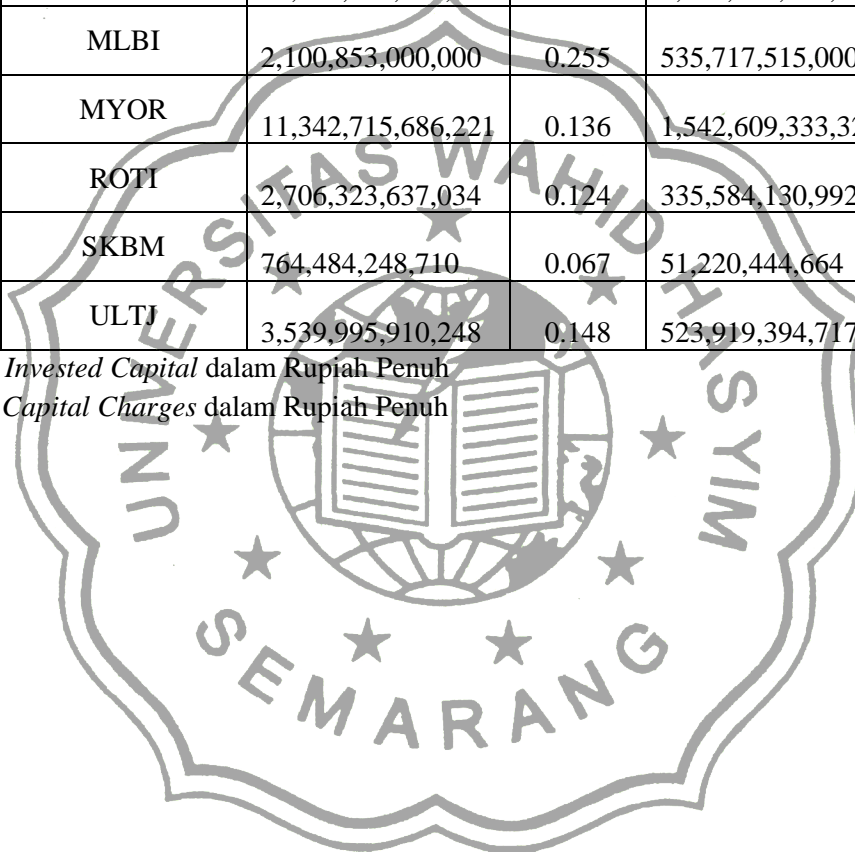 MLBI 2,100,853,000,000 0.255 535,717,515,000
MYOR 11,342,715,686,221 0.136
ROTI 2,706,323,637,034 0.124 335,584,130,992
SKBM 764,484,248,710 0.067 51,220,444,664
ULTJ 3,539,995,910,248 0.148 523,919,394,717
Invested Capital dalam Rupiah Penuh
Capital Charges dalam Rupiah Penuh
UNIVERSITAS WAHID HASYIM
SEMARANG